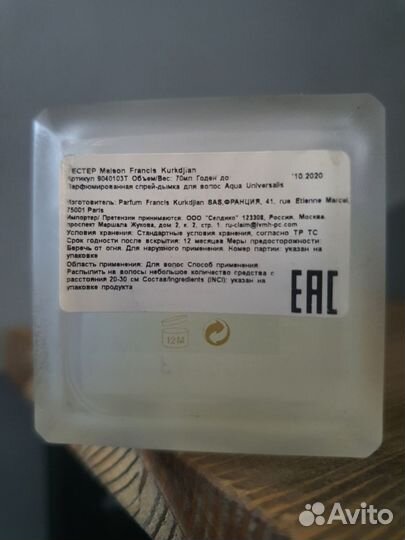 ТЕСТЕР Maison Francis Kurkdjian
Артикул 9040103T Объем/Вес: 70мл Годен до 10.2020
Парфюмированная спрей-дымка для волос Aqua Universalis
Изготовитель: Parfum Francis Kurkdjian SAS,ФРАНЦИЯ, 41, rue Etienne Marcel,
75001 Paris
Импортер/ Претензии принимаются: ООО "Селдико" 123308, Россия, Москва,
проспект Маршала Жукова, дом 2, к. 2, стр. 1 ru-claim@lvmh-pc.com
Условия хранения: Стандартные условия хранения, согласно ТР ТС
Срок годности после вскрытия: 12 месяцев Меры предосторожности:
Беречь от огня. Для наружного применения. Номер партии: указан на
упаковке
Область применения: Для волос Способ применения
Распылить на волосы небольшое количество средства с
расстояния 20-30 см Состав/Ingredients (INCI): указан на
упаковке продукта
EAC
12M
Avito